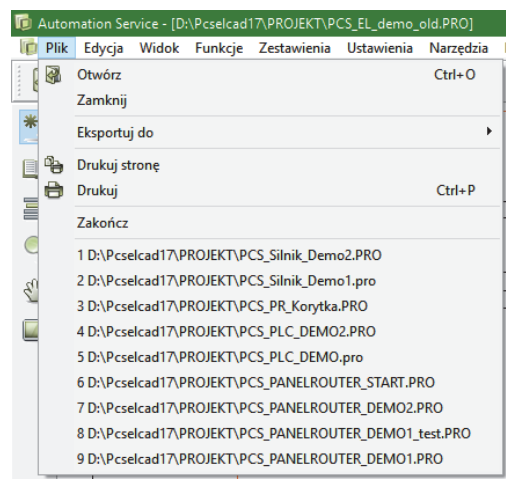 Automation Service - [D:\Pcselcad17\PROJEKT\PCS_EL_demo_old.PRO]
Plik Edycja Widok Funkcje Zestawienia Ustawienia Narzędzia
Otwórz Ctrl+O
Zamknij
Eksportuj do
Drukuj stronę
Drukuj Ctrl+P
Zakończ
1 D:\Pcselcad17\PROJEKT\PCS_Silnik_Demo2.PRO
2 D:\Pcselcad17\PROJEKT\PCS_Silnik_Demo1.pro
3 D:\Pcselcad17\PROJEKT\PCS_PR_Korytka.PRO
4 D:\Pcselcad17\PROJEKT\PCS_PLC_DEMO2.PRO
5 D:\Pcselcad17\PROJEKT\PCS_PLC_DEMO.pro
6 D:\Pcselcad17\PROJEKT\PCS_PANELROUTER_START.PRO
7 D:\Pcselcad17\PROJEKT\PCS_PANELROUTER_DEMO2.PRO
8 D:\Pcselcad17\PROJEKT\PCS_PANELROUTER_DEMO1_test.PRO
9 D:\Pcselcad17\PROJEKT\PCS_PANELROUTER_DEMO1.PRO